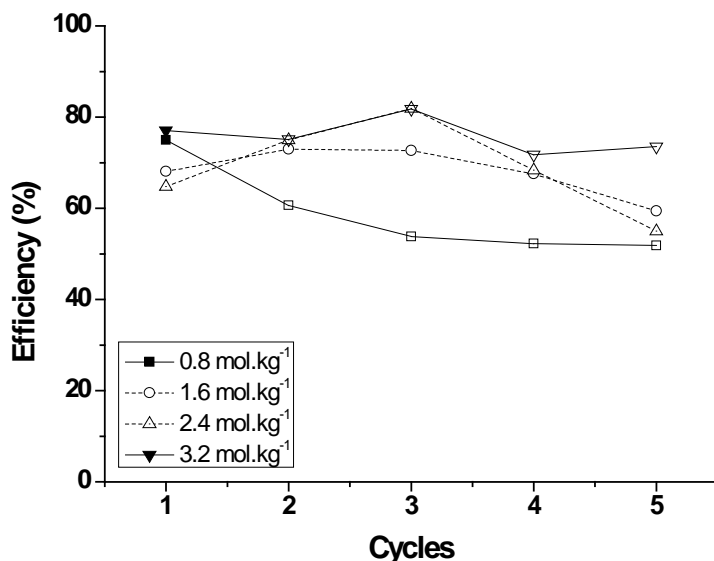 100
80
60
40
20
0
Efficiency (%)
0.8 mol.kg⁻¹
1.6 mol.kg⁻¹
2.4 mol.kg⁻¹
3.2 mol.kg⁻¹
1 2 3 4 5
Cycles